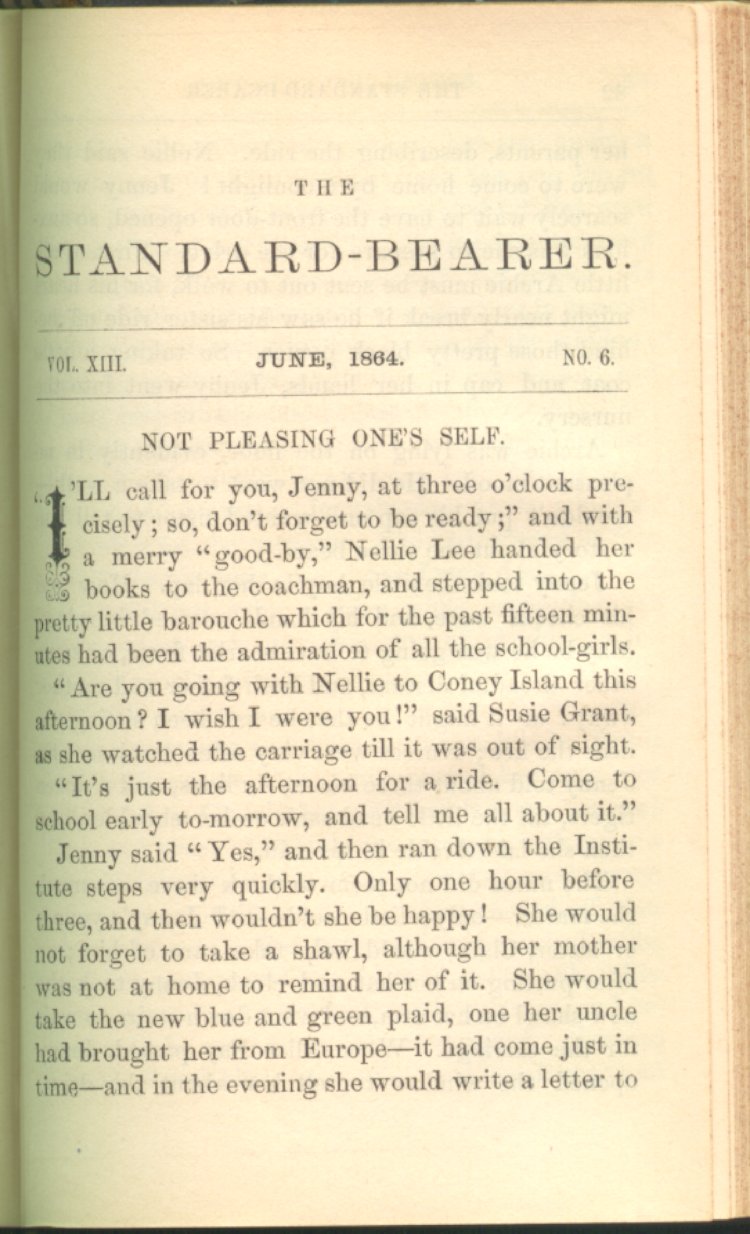 THE
STANDARD-BEARER.
VOL. XIII. JUNE, 1864. NO. 6.
NOT PLEASING ONE'S SELF.
"I'LL call for you, Jenny, at three o'clock pre-
cisely; so, don't forget to be ready;" and with
a merry "good-by," Nellie Lee handed her
books to the coachman, and stepped into the
pretty little barouche which for the past fifteen min-
utes had been the admiration of all the school-girls.
"Are you going with Nellie to Coney Island this
afternoon? I wish I were you!" said Susie Grant,
as she watched the carriage till it was out of sight.
"It's just the afternoon for a ride. Come to
school early to-morrow, and tell me all about it."
Jenny said "Yes," and then ran down the Insti-
tute steps very quickly. Only one hour before
three, and then wouldn't she be happy! She would
not forget to take a shawl, although her mother
was not at home to remind her of it. She would
take the new blue and green plaid, one her uncle
had brought her from Europe—it had come just in
time—and in the evening she would write a letter to